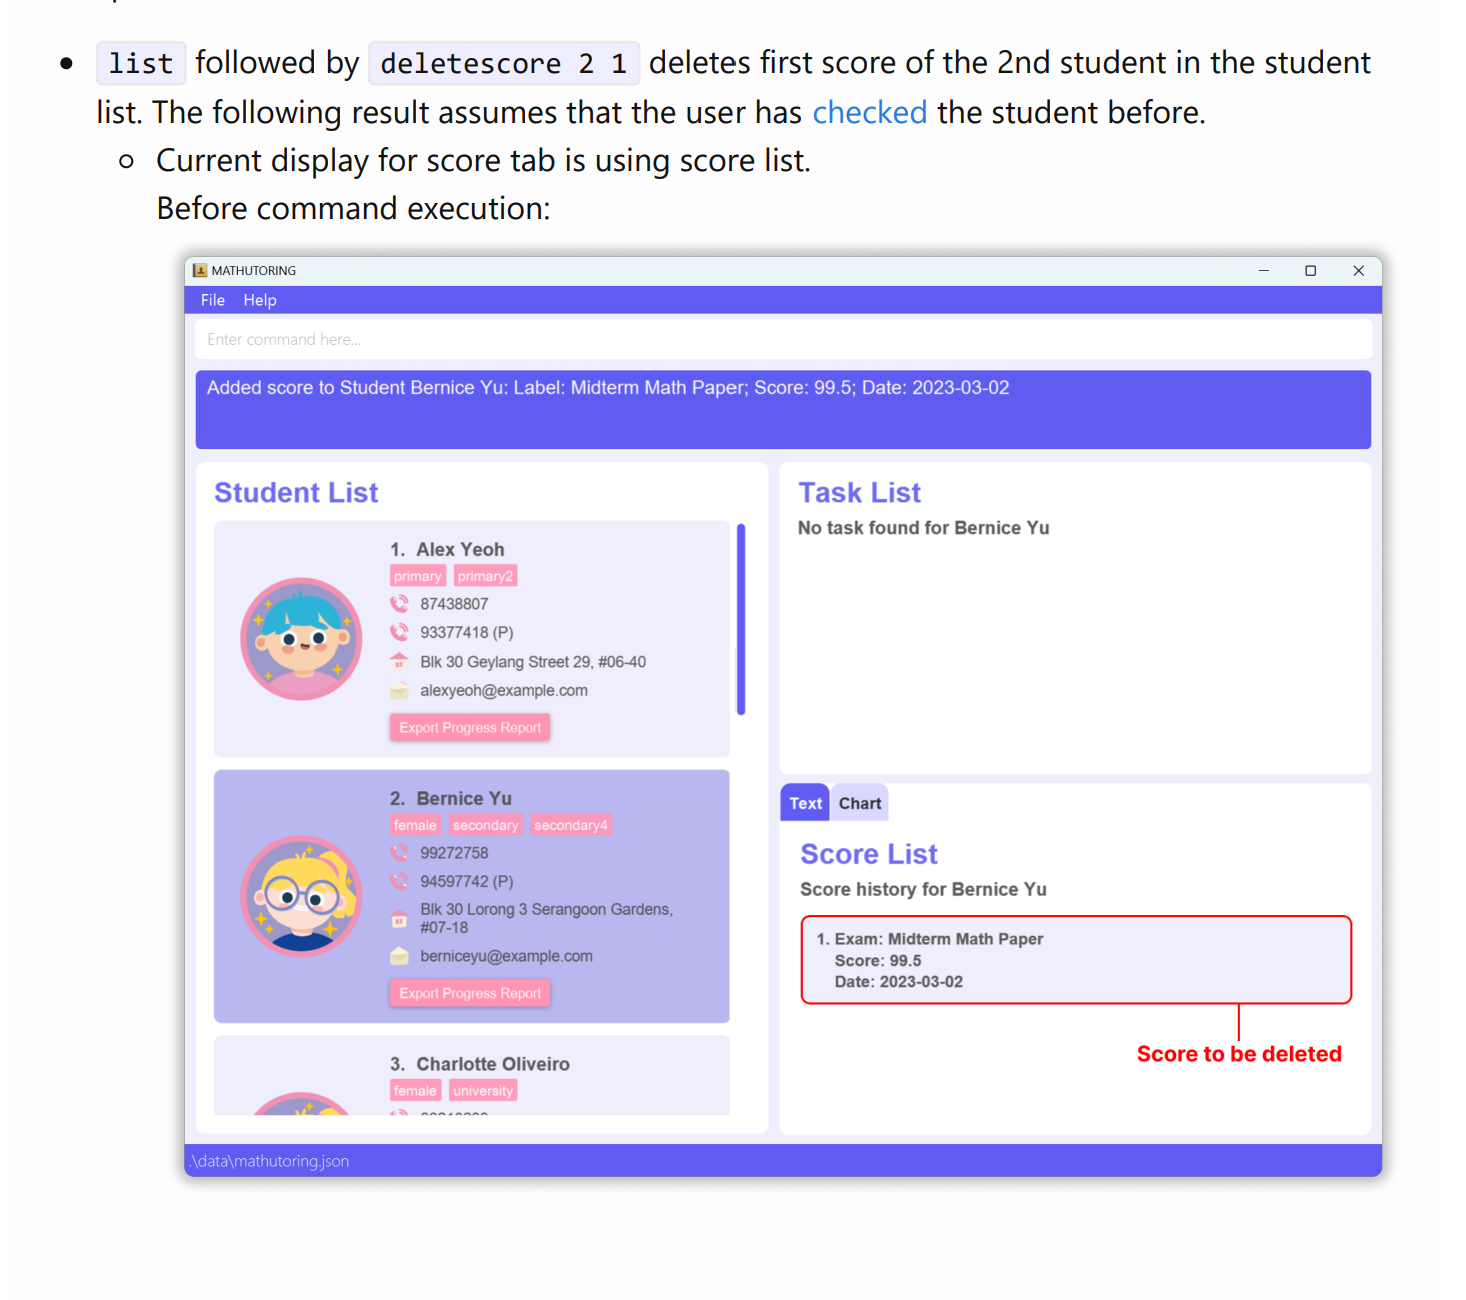 list followed by deletescore 2 1 deletes first score of the 2nd student in the student
list. The following result assumes that the user has checked the student before.
Current display for score tab is using score list.
Before command execution:
MATHUTORING
File Help
Enter command here...
Added score to Student Bernice Yu: Label: Midterm Math Paper; Score: 99.5; Date: 2023-03-02
Student List
1. Alex Yeoh
primary primary2
87438807
93377418 (P)
Blk 30 Geylang Street 29, #06-40
alexyeoh@example.com
Export Progress Report
2. Bernice Yu
female secondary secondary4
99272758
94597742 (P)
Blk 30 Lorong 3 Serangoon Gardens,
#07-18
berniceyu@example.com
Export Progress Report
3. Charlotte Oliveiro
female university
Task List
No task found for Bernice Yu
Text Chart
Score List
Score history for Bernice Yu
1. Exam: Midterm Math Paper
Score: 99.5
Date: 2023-03-02
Score to be deleted
.\data\mathutoring.json